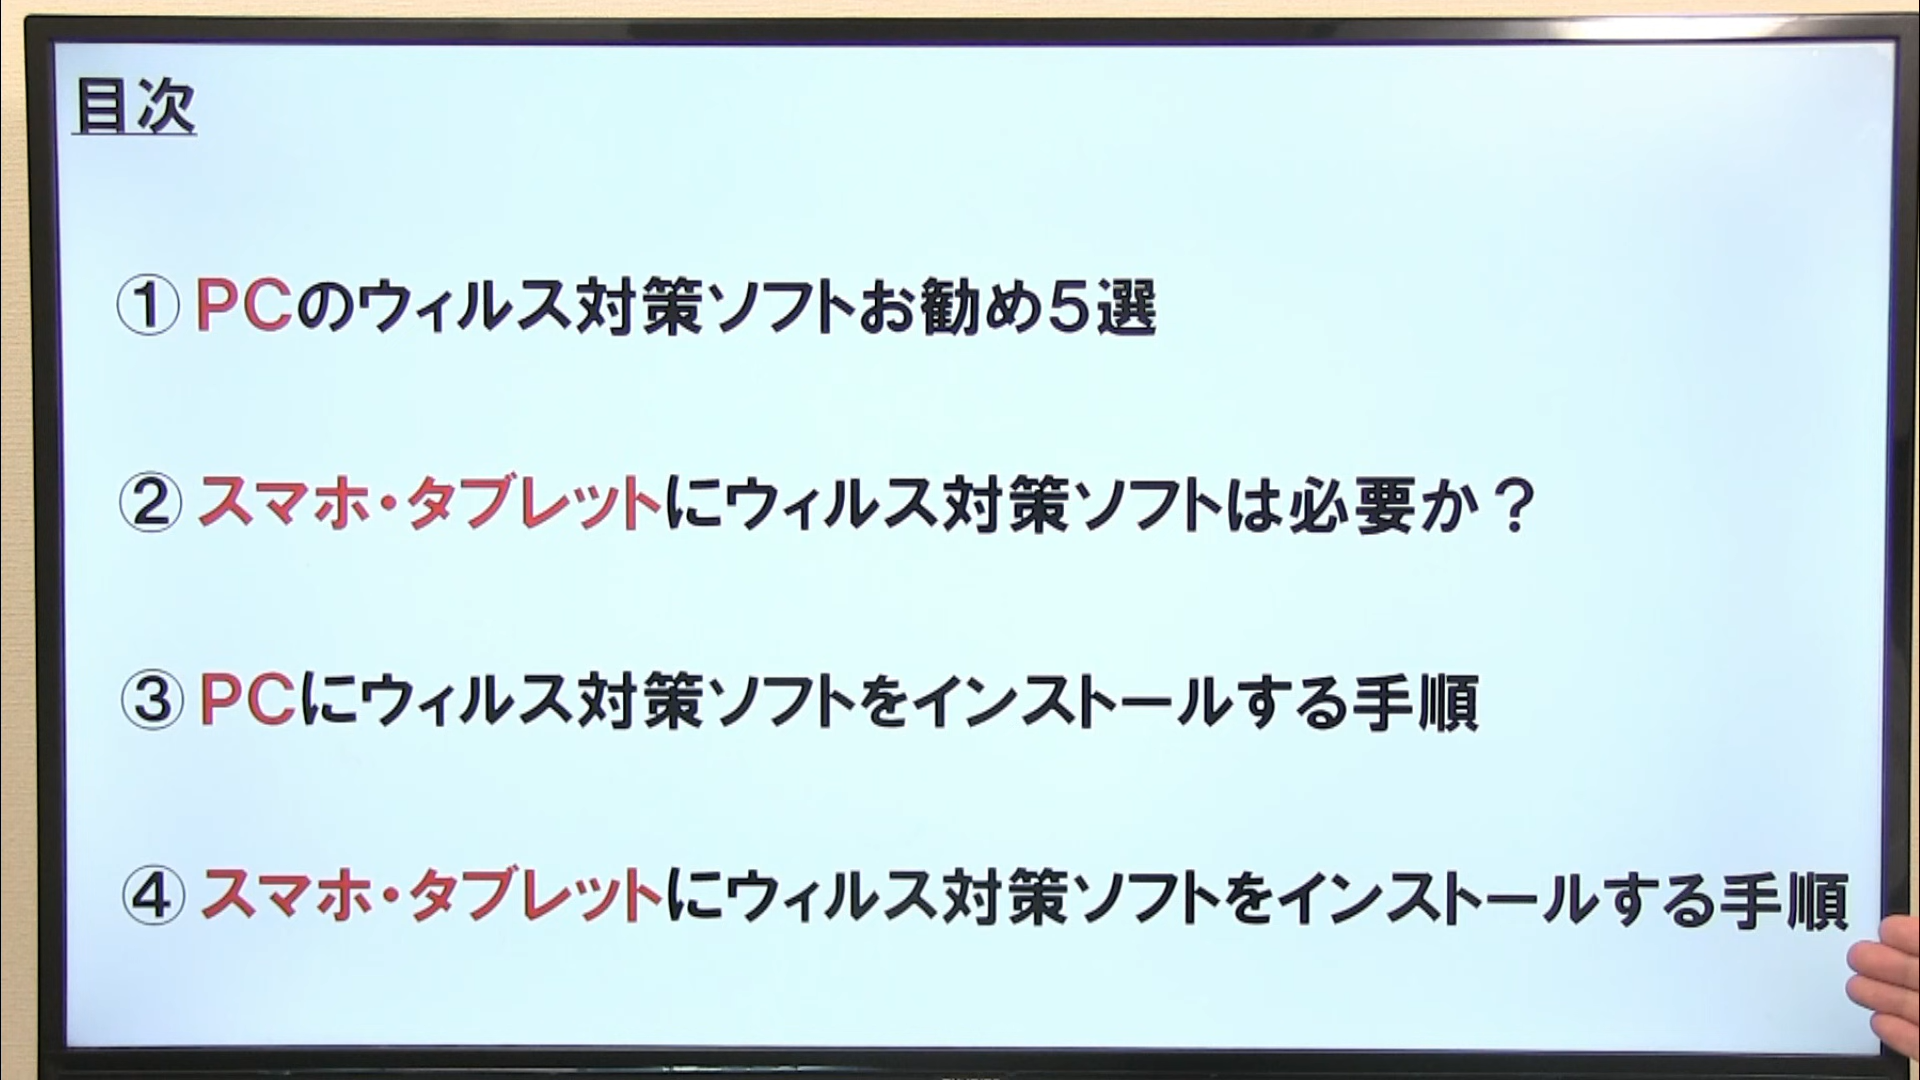 目次
①PCのウィルス対策ソフトお勧め5選
②スマホ・タブレットにウィルス対策ソフトは必要か？
③PCにウィルス対策ソフトをインストールする手順
④スマホ・タブレットにウィルス対策ソフトをインストールする手順